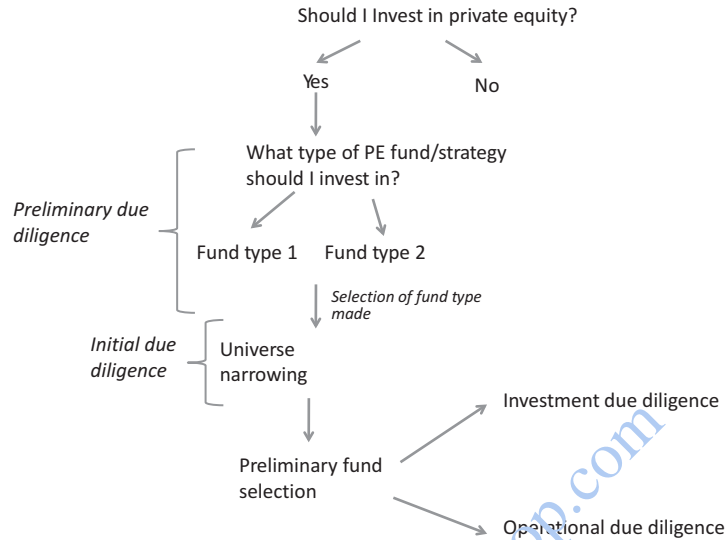 Should I Invest in private equity?
Yes
No
What type of PE fund/strategy
should I invest in?
Preliminary due
diligence
Fund type 1
Fund type 2
Selection of fund type
made
Initial due
diligence
Universe
narrowing
Investment due diligence
Preliminary fund
selection
Operational due diligence